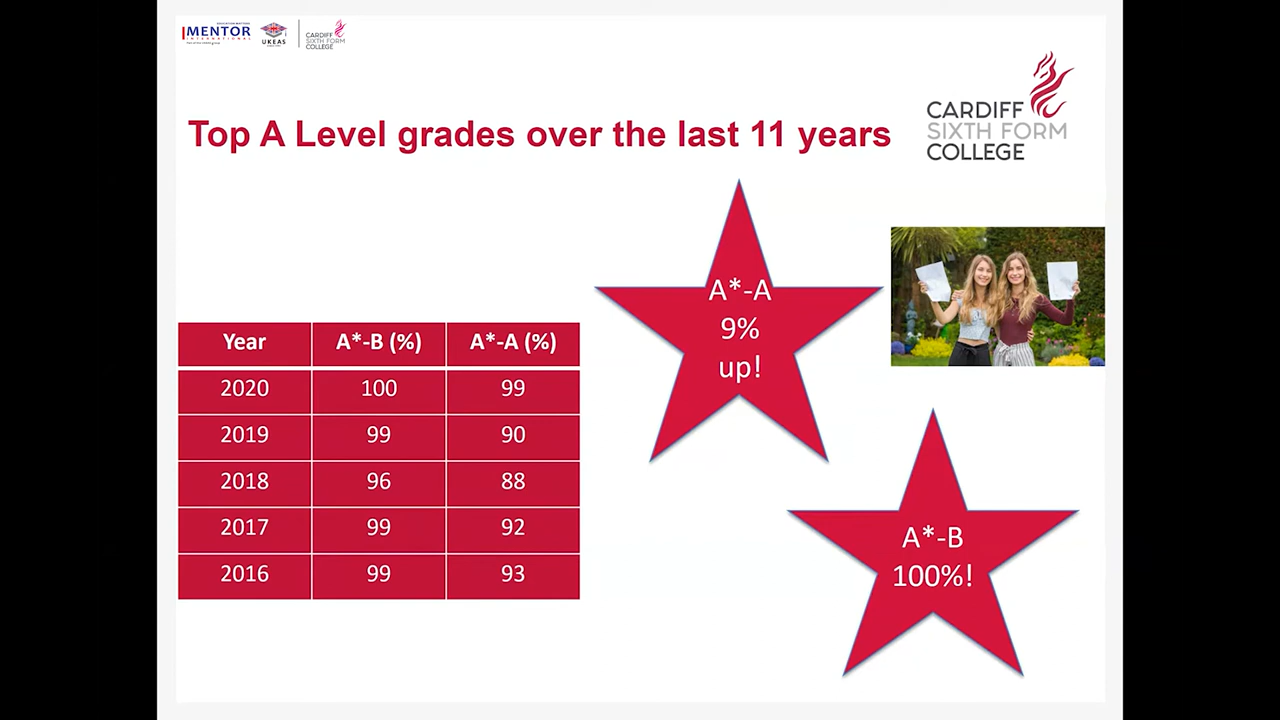 MENTOR
INTERNATIONAL
UKEAS
CARDIFF
SIXTH FORM
COLLEGE
CARDIFF
SIXTH FORM
COLLEGE
Top A Level grades over the last 11 years
A*-A
9%
up!
Year A*-B (%) A*-A (%)
2020 100 99
2019 99 90
2018 96 88
2017 99 92
2016 99 93
A*-B
100%!